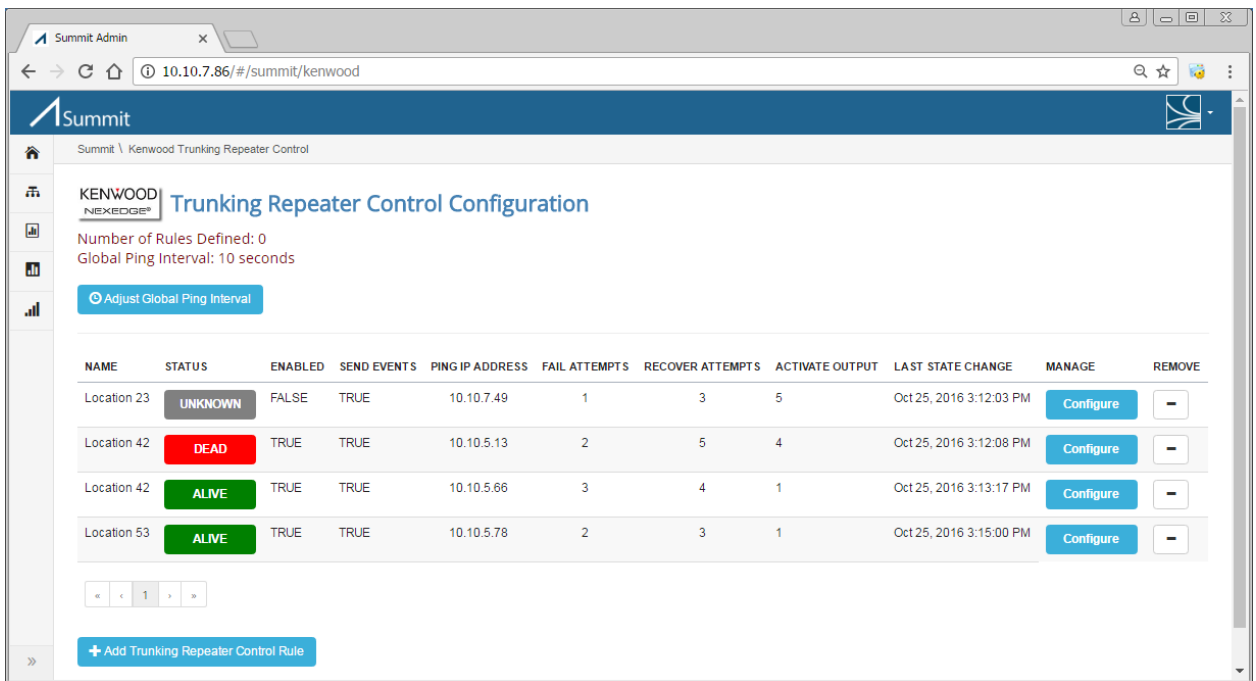 Summit Admin
10.10.7.86/#/summit/kenwood
Summit
Summit \ Kenwood Trunking Repeater Control
KENWOOD
NEXEDGE®
Trunking Repeater Control Configuration
Number of Rules Defined: 0
Global Ping Interval: 10 seconds
Adjust Global Ping Interval
NAME STATUS ENABLED SEND EVENTS PING IP ADDRESS FAIL ATTEMPTS RECOVER ATTEMPTS ACTIVATE OUTPUT LAST STATE CHANGE MANAGE REMOVE
Location 23 UNKNOWN FALSE TRUE 10.10.7.49 1 3 5 Oct 25, 2016 3:12:03 PM Configure -
Location 42 DEAD TRUE TRUE 10.10.5.13 2 5 4 Oct 25, 2016 3:12:08 PM Configure -
Location 42 ALIVE TRUE TRUE 10.10.5.66 3 4 1 Oct 25, 2016 3:13:17 PM Configure -
Location 53 ALIVE TRUE TRUE 10.10.5.78 2 3 1 Oct 25, 2016 3:15:00 PM Configure -
« ‹ 1 › »
+ Add Trunking Repeater Control Rule
»